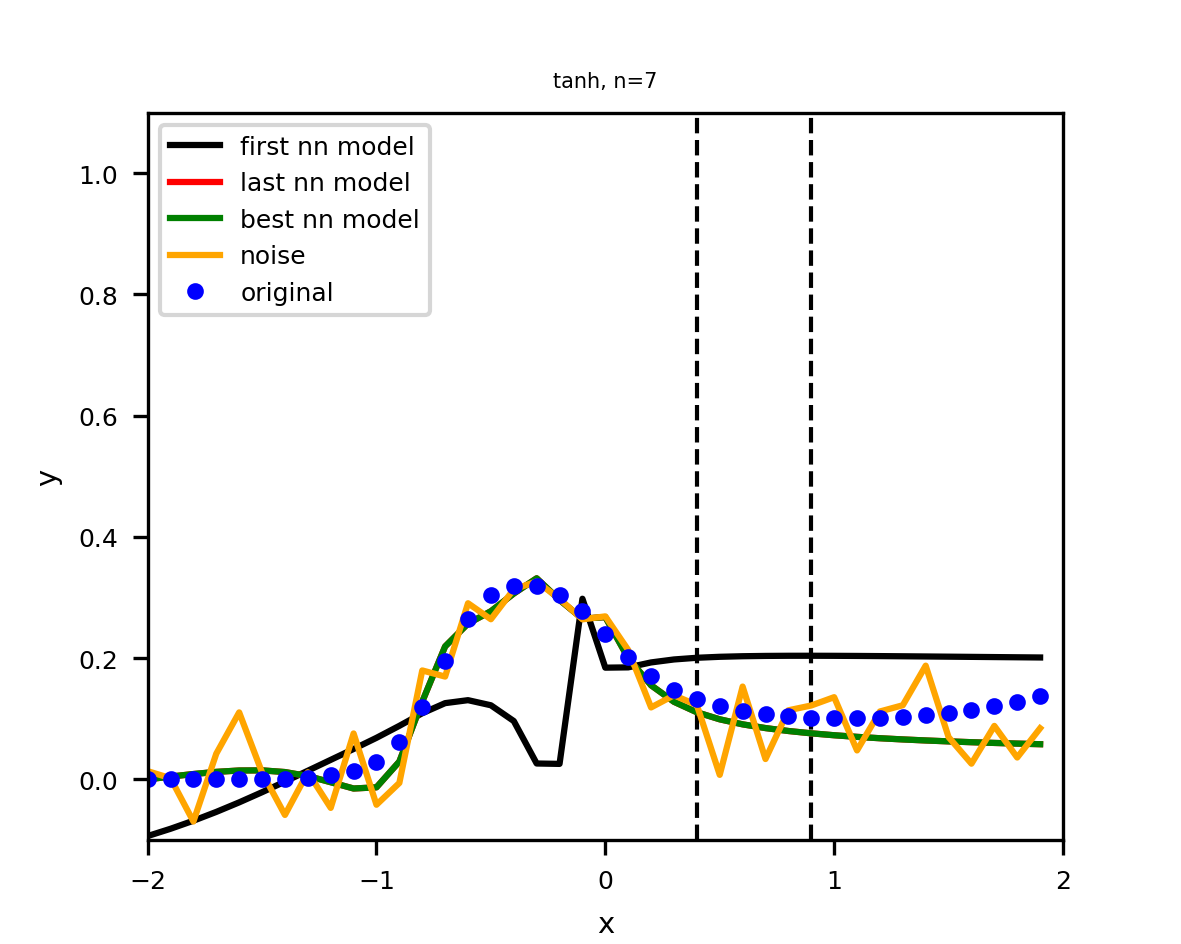 tanh, n=7
first nn model
last nn model
best nn model
noise
original
1.0
0.8
0.6
0.4
0.2
0.0
y
−2
−1
0
1
2
x